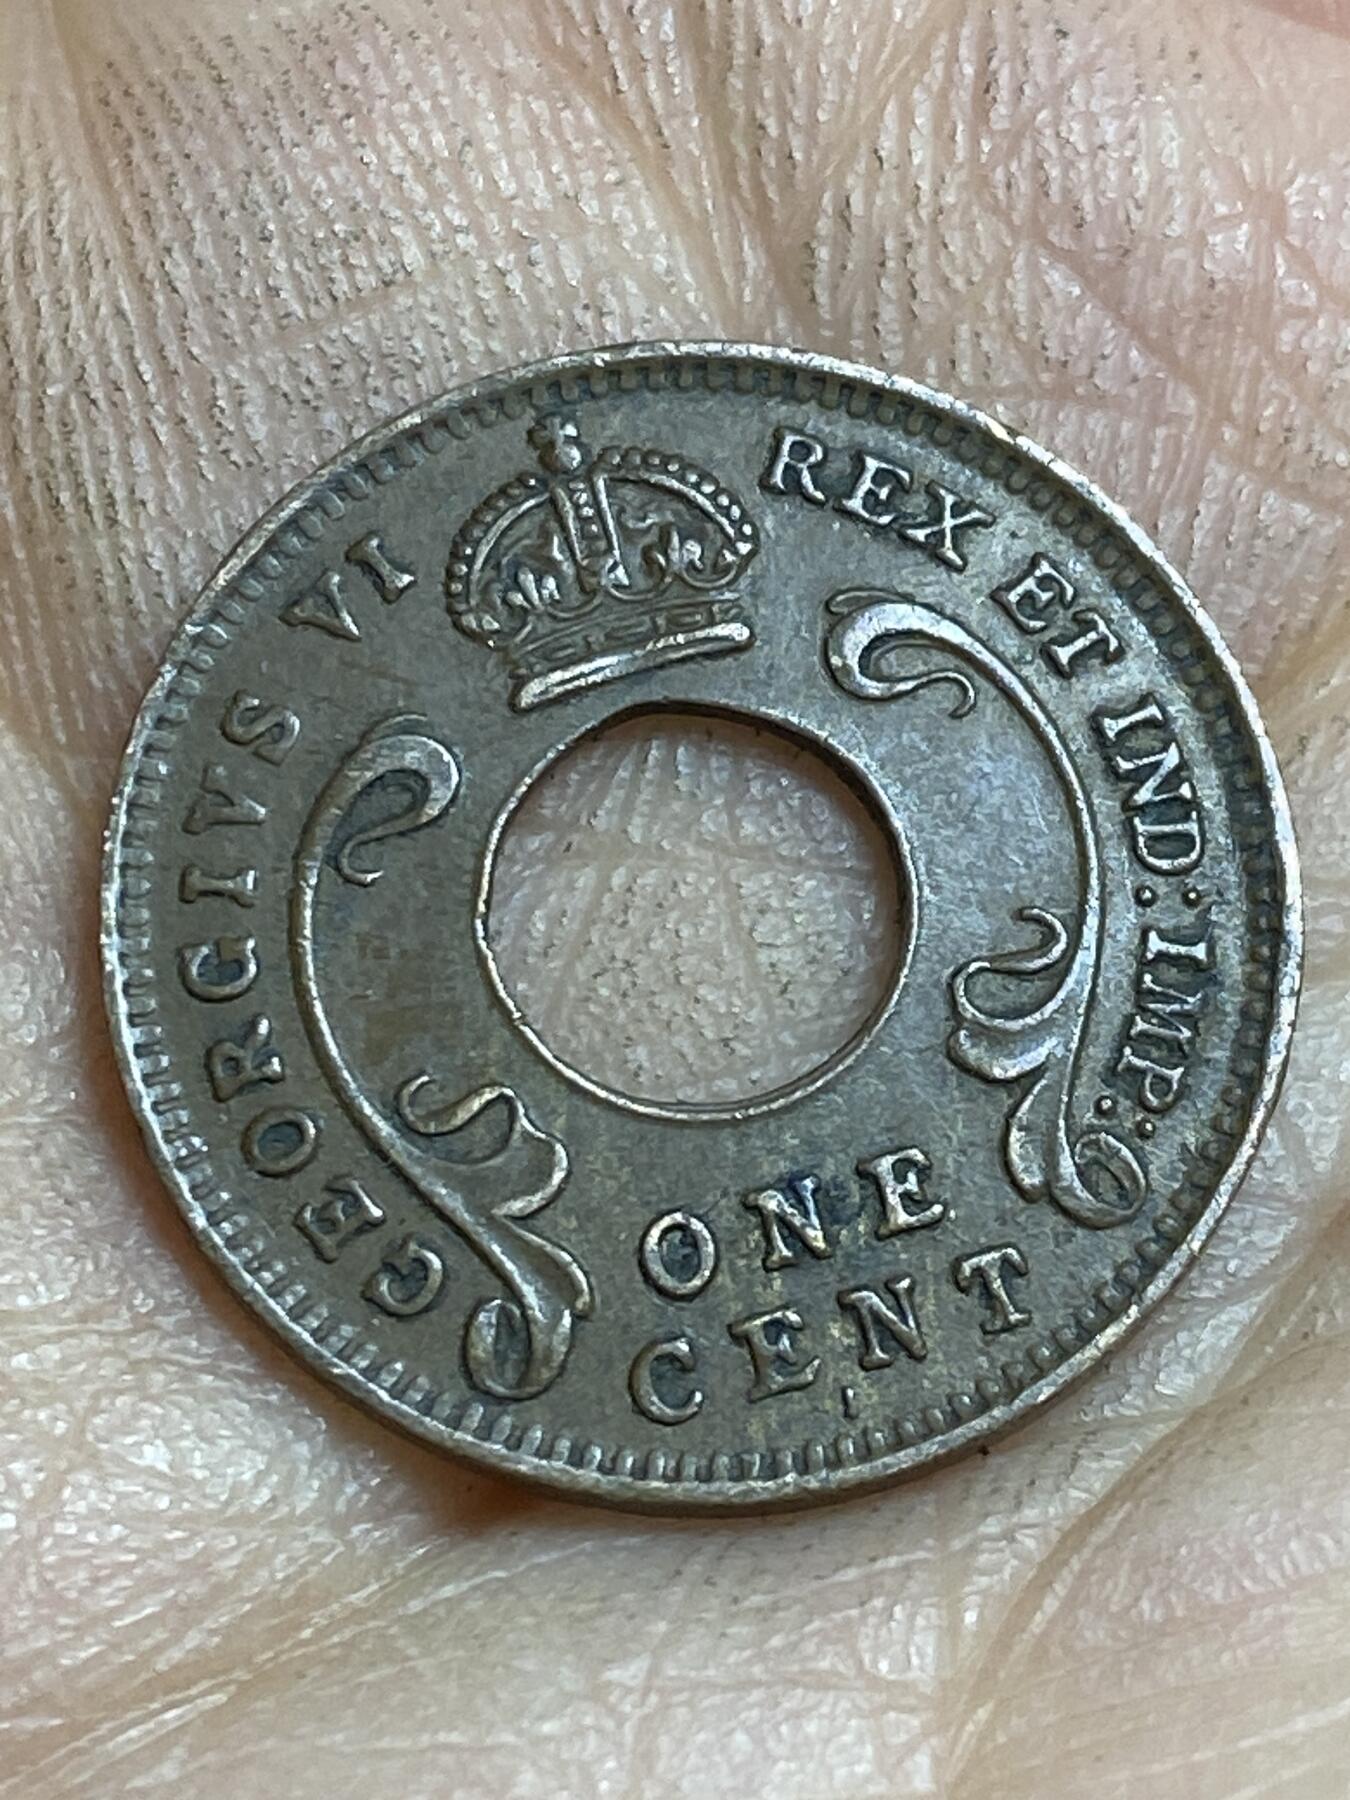 GEORGIVS VI REX ET IND: IMP:
ONE
CENT